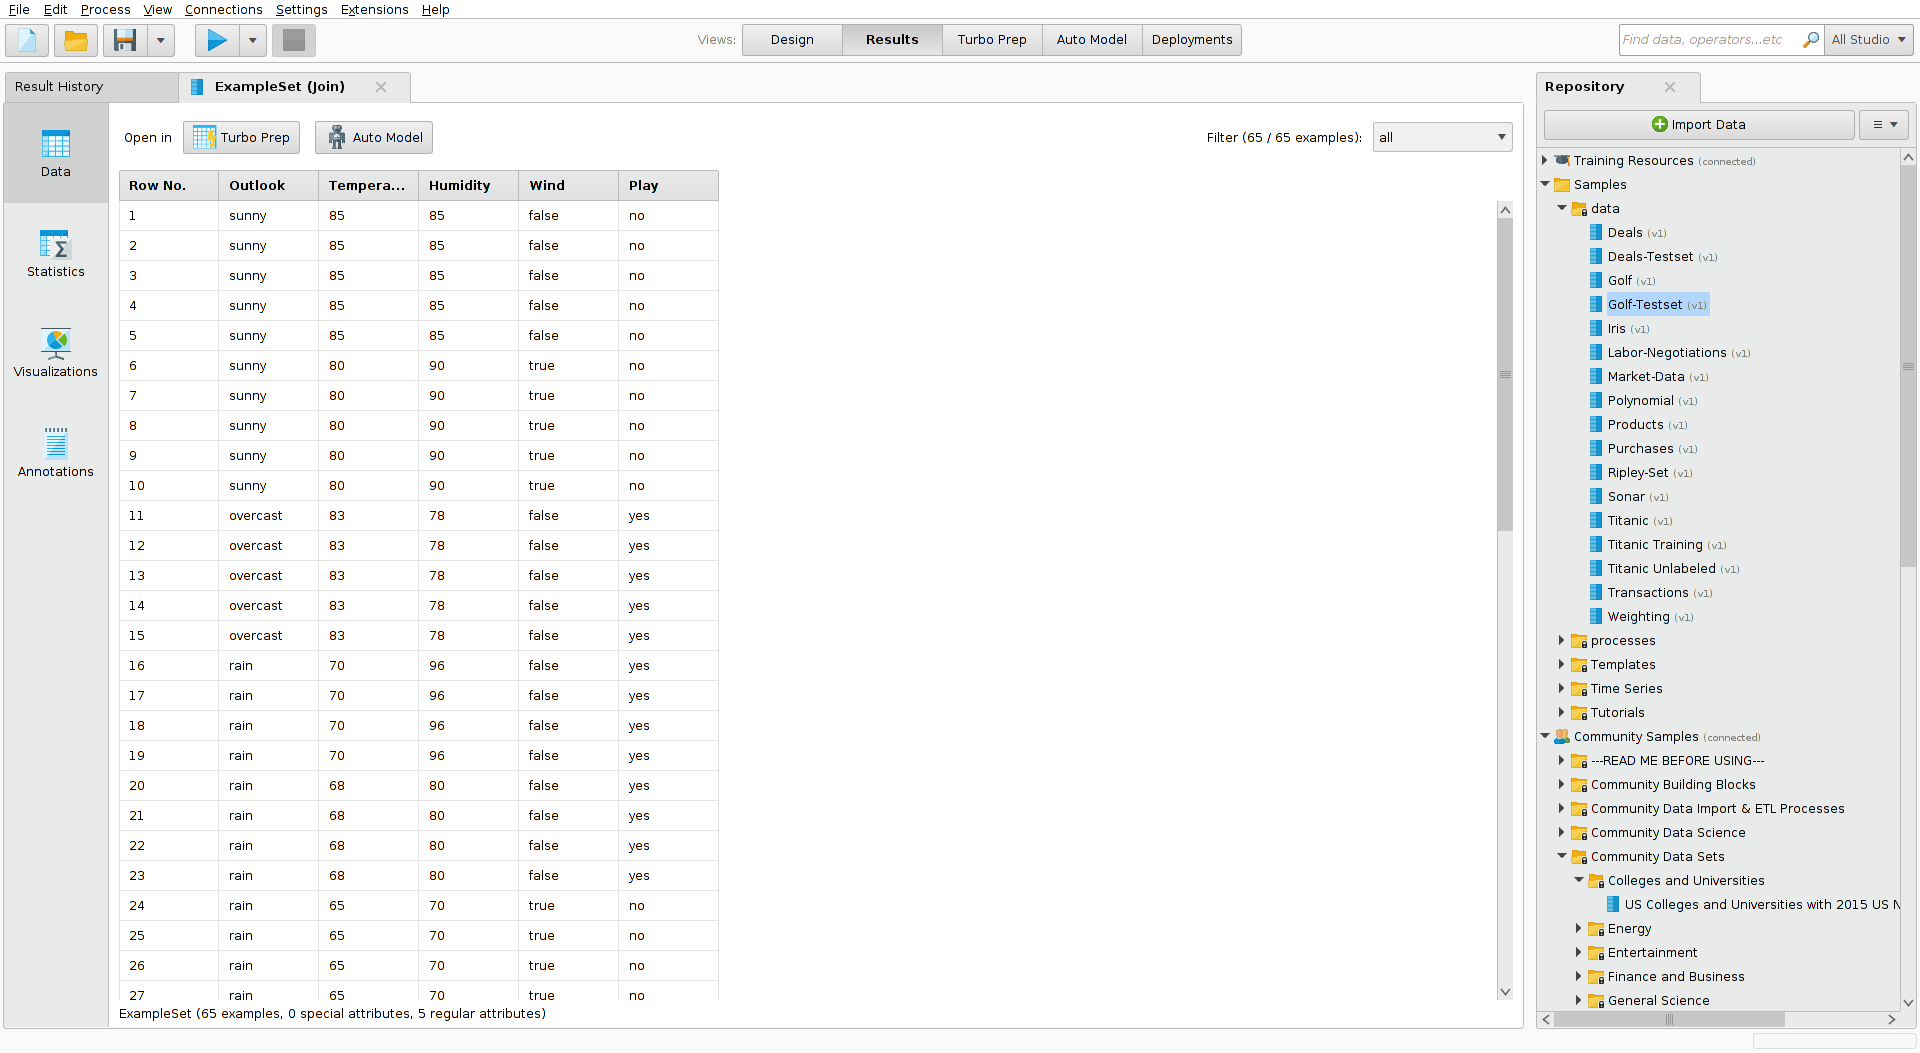 File Edit Process View Connections Settings Extensions Help
Views: Design Results Turbo Prep Auto Model Deployments Find data, operators...etc All Studio
Result History ExampleSet (Join)
Repository
Open in Turbo Prep Auto Model Filter (65 / 65 examples): all
Import Data
Data
Statistics
Visualizations
Annotations
Row No. Outlook Tempera... Humidity Wind Play
1 sunny 85 85 false no
2 sunny 85 85 false no
3 sunny 85 85 false no
4 sunny 85 85 false no
5 sunny 85 85 false no
6 sunny 80 90 true no
7 sunny 80 90 true no
8 sunny 80 90 true no
9 sunny 80 90 true no
10 sunny 80 90 true no
11 overcast 83 78 false yes
12 overcast 83 78 false yes
13 overcast 83 78 false yes
14 overcast 83 78 false yes
15 overcast 83 78 false yes
16 rain 70 96 false yes
17 rain 70 96 false yes
18 rain 70 96 false yes
19 rain 70 96 false yes
20 rain 68 80 false yes
21 rain 68 80 false yes
22 rain 68 80 false yes
23 rain 68 80 false yes
24 rain 65 70 true no
25 rain 65 70 true no
26 rain 65 70 true no
27 rain 65 70 true no
ExampleSet (65 examples, 0 special attributes, 5 regular attributes)
Training Resources (connected)
Samples
data
Deals (v1)
Deals-Testset (v1)
Golf (v1)
Golf-Testset (v1)
Iris (v1)
Labor-Negotiations (v1)
Market-Data (v1)
Polynomial (v1)
Products (v1)
Purchases (v1)
Ripley-Set (v1)
Sonar (v1)
Titanic (v1)
Titanic Training (v1)
Titanic Unlabeled (v1)
Transactions (v1)
Weighting (v1)
processes
Templates
Time Series
Tutorials
Community Samples (connected)
---READ ME BEFORE USING---
Community Building Blocks
Community Data Import & ETL Processes
Community Data Science
Community Data Sets
Colleges and Universities
US Colleges and Universities with 2015 US N
Energy
Entertainment
Finance and Business
General Science